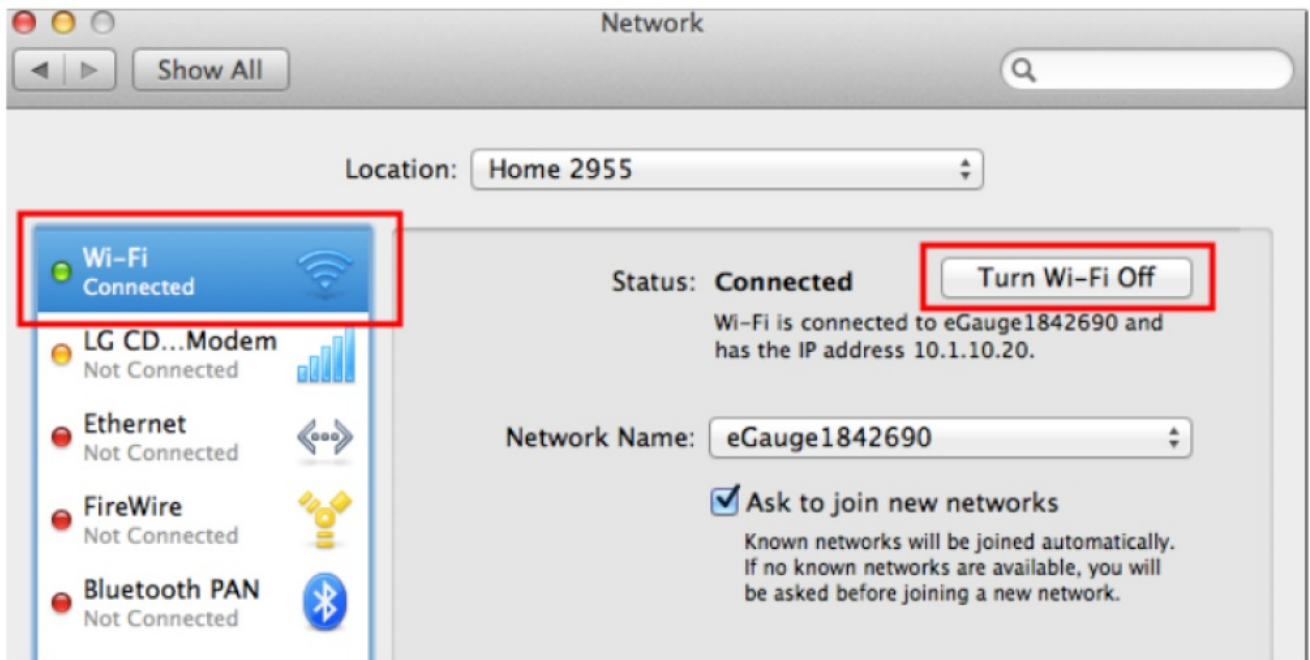 Network
Show All
Location: Home 2955
Wi-Fi
Connected
LG CD...Modem
Not Connected
Ethernet
Not Connected
FireWire
Not Connected
Bluetooth PAN
Not Connected
Status: Connected
Turn Wi-Fi Off
Wi-Fi is connected to eGauge1842690 and
has the IP address 10.1.10.20.
Network Name: eGauge1842690
Ask to join new networks
Known networks will be joined automatically.
If no known networks are available, you will
be asked before joining a new network.